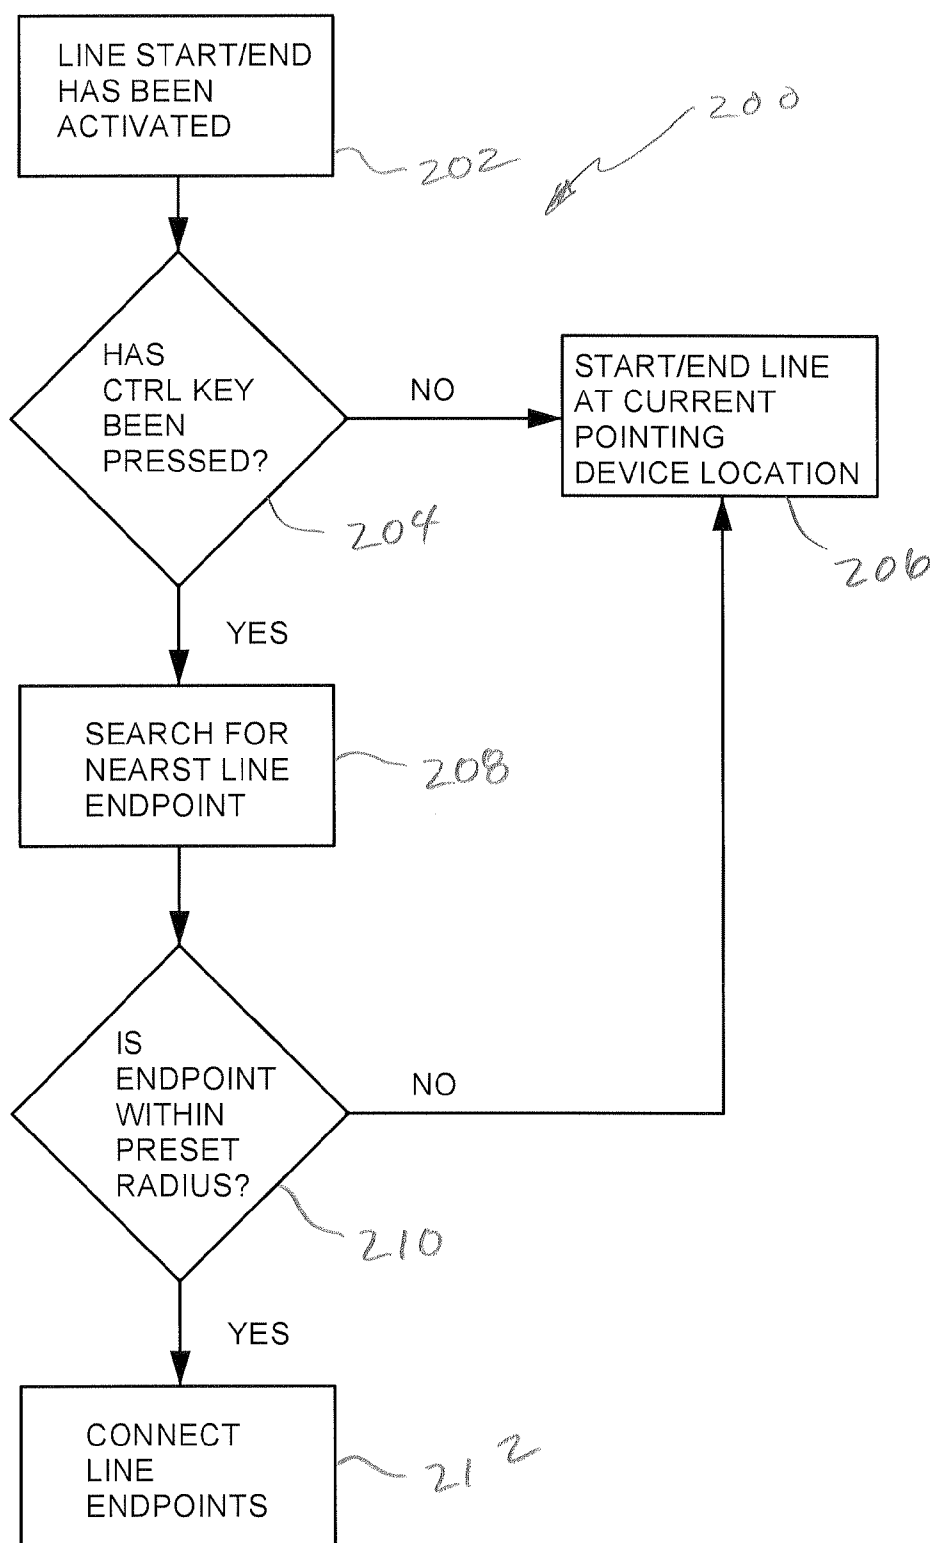 LINE START/END
HAS BEEN
ACTIVATED
200
202
HAS
CTRL KEY
BEEN
PRESSED?
NO
START/END LINE
AT CURRENT
POINTING
DEVICE LOCATION
204
206
YES
SEARCH FOR
NEARST LINE
ENDPOINT
208
IS
ENDPOINT
WITHIN
PRESET
RADIUS?
NO
210
YES
CONNECT
LINE
ENDPOINTS
212